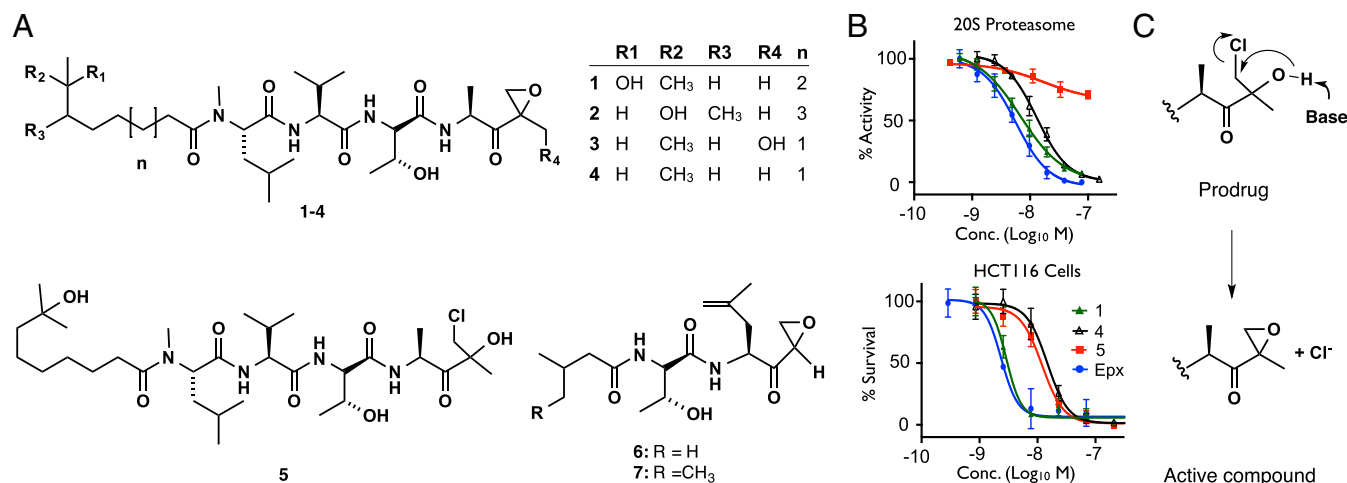 A
R1 R2 R3 R4 n
1 OH CH₃ H H 2
2 H OH CH₃ H 3
3 H CH₃ H OH 1
4 H CH₃ H H 1
R₂ R₁
R₃
n
O
N
O
H
N
O
H
N
O
OH
H
N
O
O
R₄
1-4
OH
O
N
O
H
N
O
H
N
O
OH
H
N
O
Cl
OH
5
O
R
H
N
O
OH
N
H
O
O
H
6: R = H
7: R =CH₃
B
20S Proteasome
% Activity
100
50
0
-10 -9 -8 -7
Conc. (Log₁₀ M)
HCT116 Cells
% Survival
100
50
0
-10 -9 -8 -7
Conc. (Log₁₀ M)
1
4
5
Epx
C
Cl
O H
O
Base
Prodrug
O
O
+ Cl⁻
Active compound